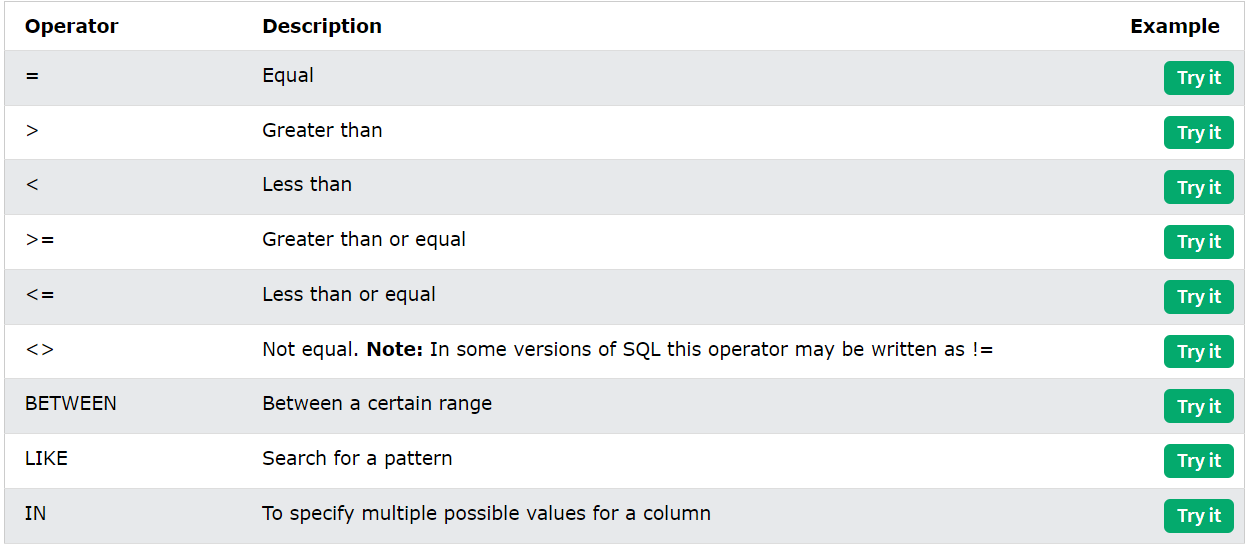 Operator Description Example
= Equal Try it
> Greater than Try it
< Less than Try it
>= Greater than or equal Try it
<= Less than or equal Try it
<> Not equal. Note: In some versions of SQL this operator may be written as != Try it
BETWEEN Between a certain range Try it
LIKE Search for a pattern Try it
IN To specify multiple possible values for a column Try it